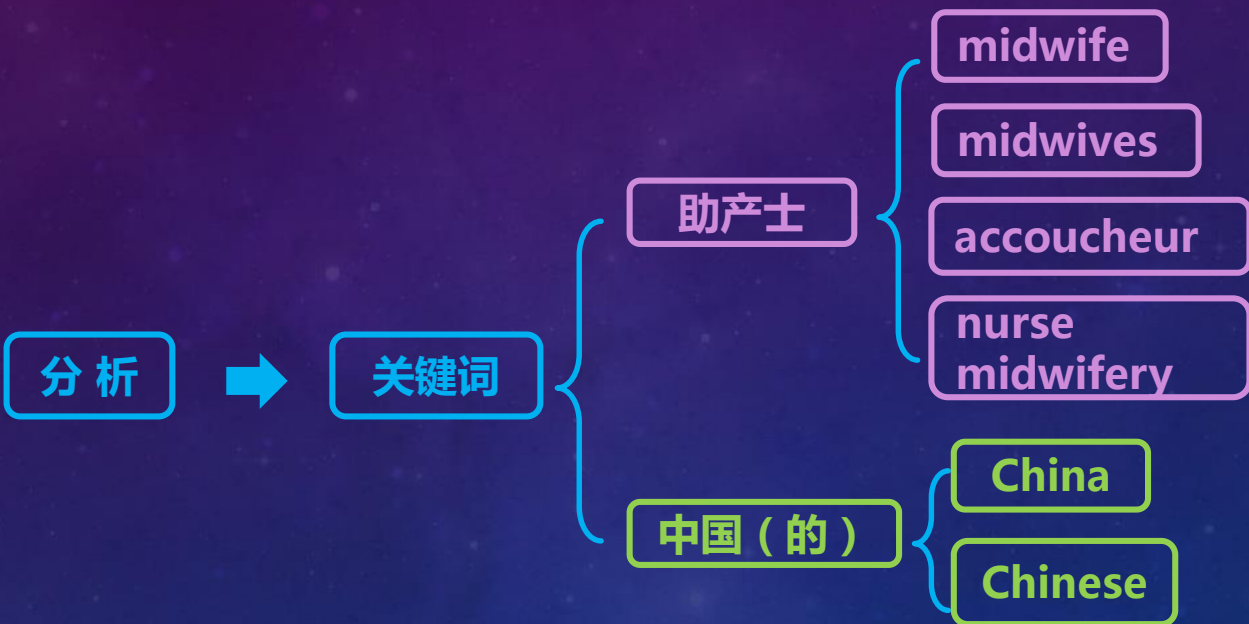 分 析
关键词
助产士
midwife
midwives
accoucheur
nurse
midwifery
中国（的）
China
Chinese